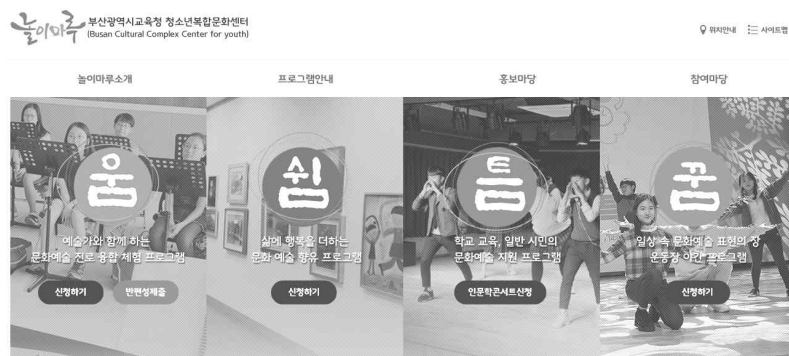 놀이마루 부산광역시교육청 청소년복합문화센터
(Busan Cultural Complex Center for youth)
위치안내 사이트맵
놀이마루소개 프로그램안내 홍보마당 참여마당
움
예술가와 함께 하는
문화예술 진로 융합 체험 프로그램
신청하기 반편성제출
쉼
삶에 행복을 더하는
문화 예술 향유 프로그램
신청하기
틈
학교 교육, 일반 시민의
문화예술 지원 프로그램
인문학콘서트신청
꿈
일상 속 문화예술 표현의 장
운동장 야간 프로그램
신청하기